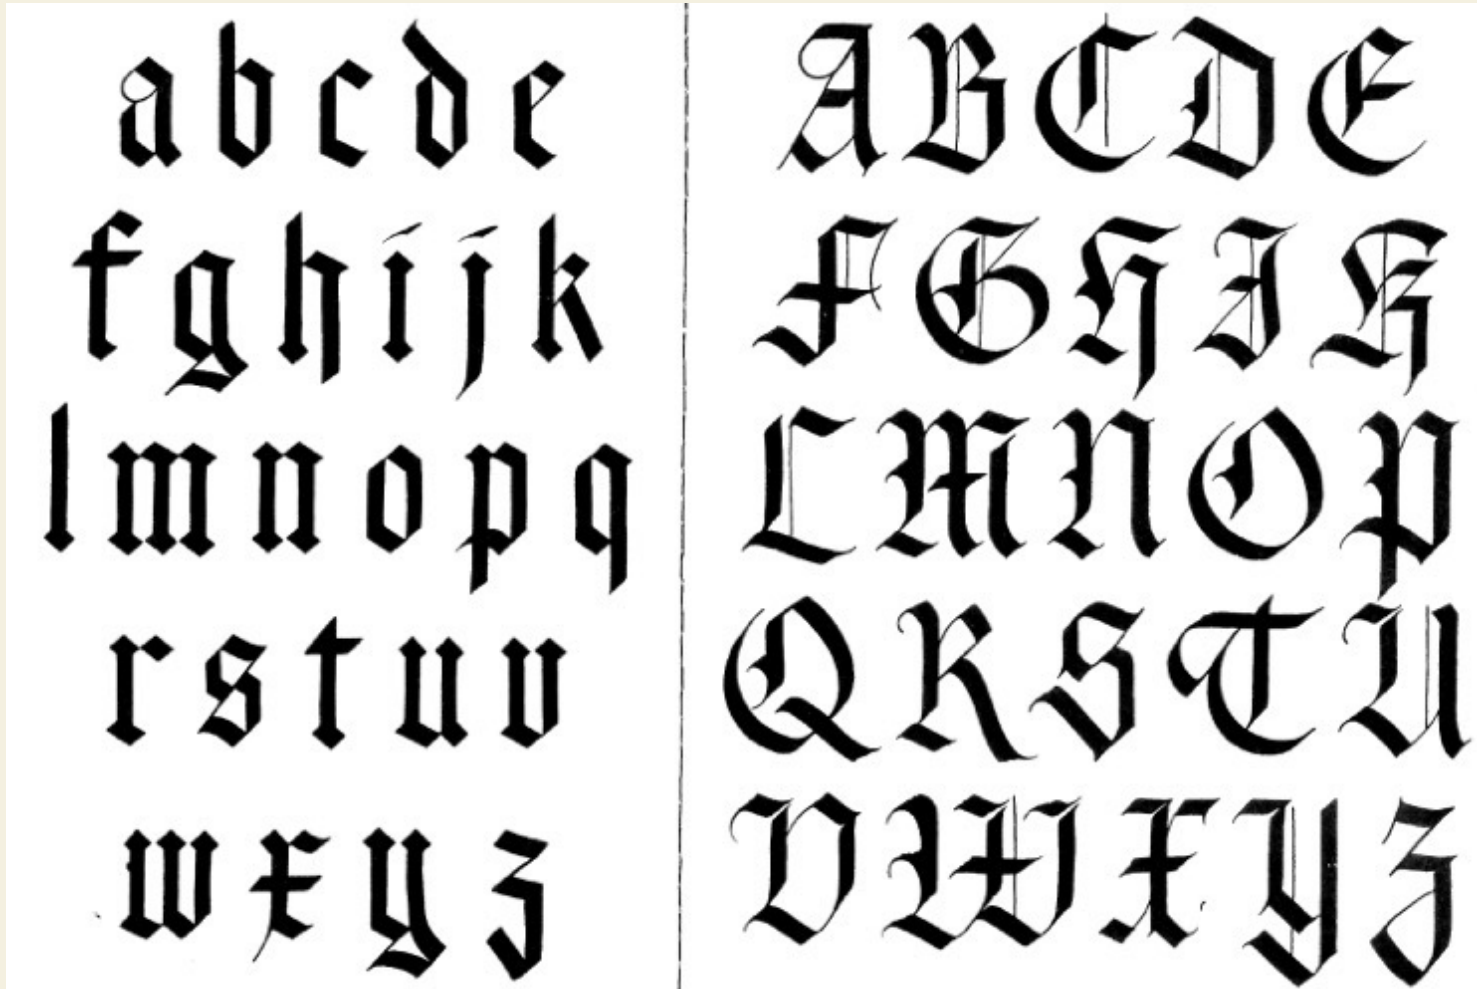 a b c d e
f g h i j k
l m n o p q
r s t u v
w x y z
A B C D E
F G H I K
L M N O P
Q R S T U
V W X Y Z